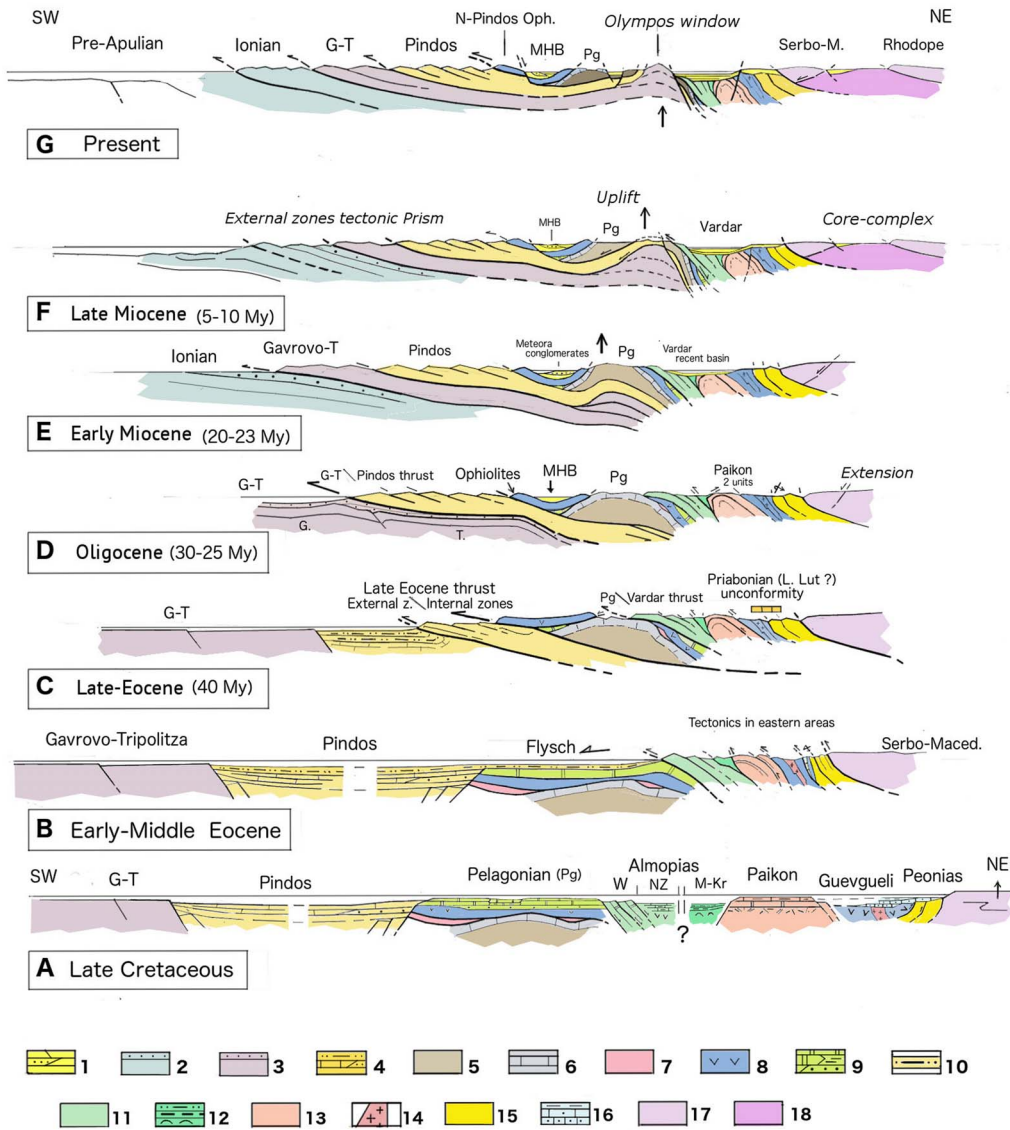 SW NE
N-Pindos Oph. Olympos window
Pre-Apulian Ionian G-T Pindos MHB Pg Serbo-M. Rhodope
G Present
Uplift
External zones tectonic Prism MHB Pg Vardar Core-complex
F Late Miocene (5-10 My)
Ionian Gavrovo-T Pindos Meteora Pg Vardar
conglomerates recent basin
E Early Miocene (20-23 My)
G-T G-T Pindos thrust Ophiolites MHB Pg Paikon Extension
2 units
G. T.
D Oligocene (30-25 My)
Late Eocene thrust Priabonian (L. Lut ?)
G-T External z. Internal zones Pg Vardar thrust unconformity
C Late-Eocene (40 My)
Tectonics in eastern areas
Gavrovo-Tripolitza Pindos Flysch Serbo-Maced.
B Early-Middle Eocene
SW Almopias NE
G-T Pindos Pelagonian (Pg) W NZ M-Kr Paikon Guevgueli Peonias
?
A Late Cretaceous
1 2 3 4 5 6 7 8 9 10
11 12 13 14 15 16 17 18